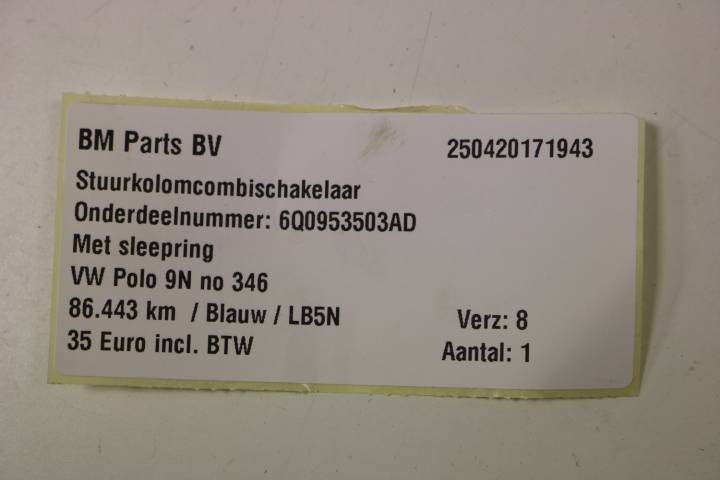 BM Parts BV 250420171943
Stuurkolomcombischakelaar
Onderdeelnummer: 6Q0953503AD
Met sleepring
VW Polo 9N no 346
86.443 km / Blauw / LB5N Verz: 8
35 Euro incl. BTW Aantal: 1